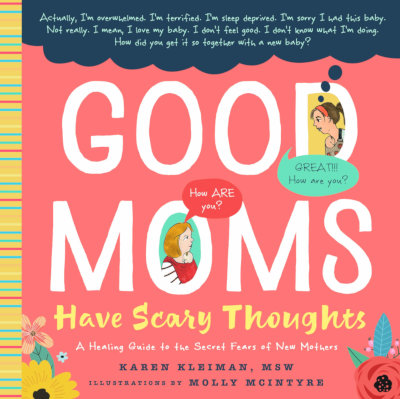 Actually, I'm overwhelmed. I'm terrified. I'm sleep deprived. I'm sorry I had this baby.
Not really. I mean, I love my baby. I don't feel good. I don't know what I'm doing.
How did you get it so together with a new baby?
GOOD
GREAT!!!
How are you?
How ARE
you?
MOMS
Have Scary Thoughts
A Healing Guide to the Secret Fears of New Mothers
KAREN KLEIMAN, MSW
ILLUSTRATIONS BY MOLLY MCINTYRE